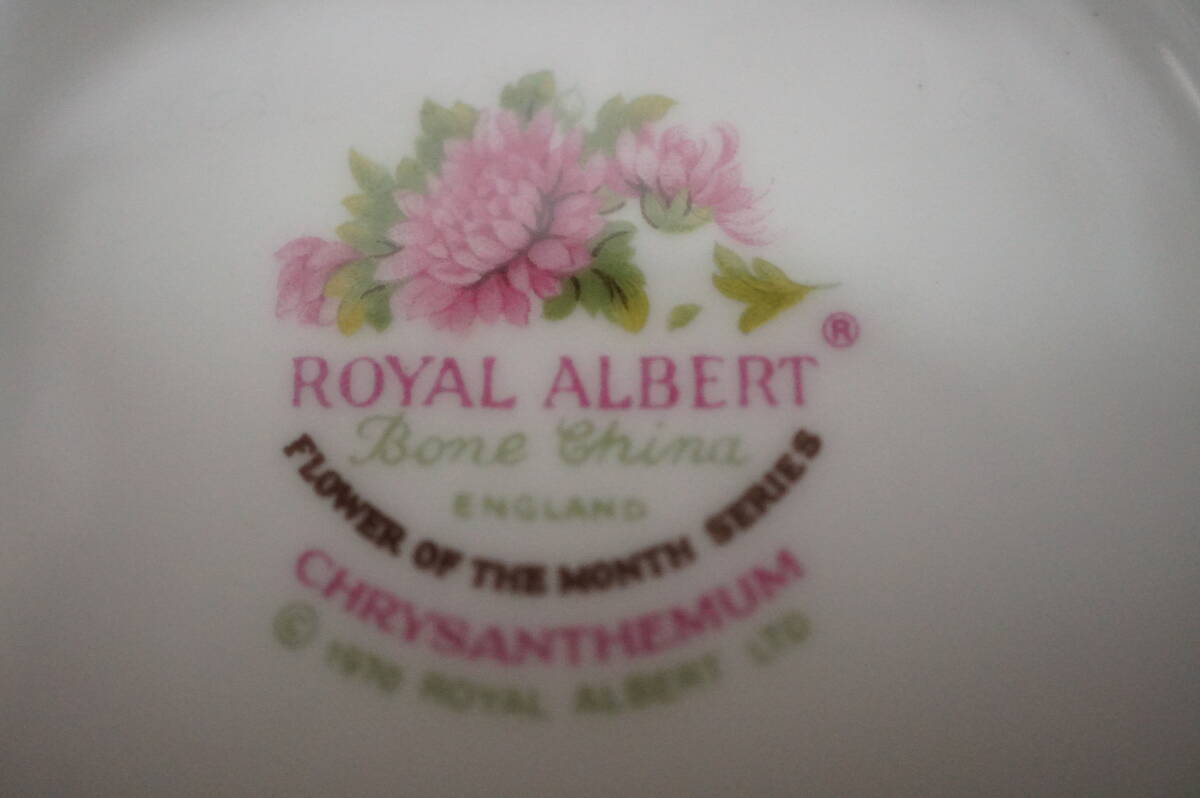 ROYAL ALBERT ®
Bone China
ENGLAND
FLOWER OF THE MONTH SERIES
CHRYSANTHEMUM
© 1970 ROYAL ALBERT LTD